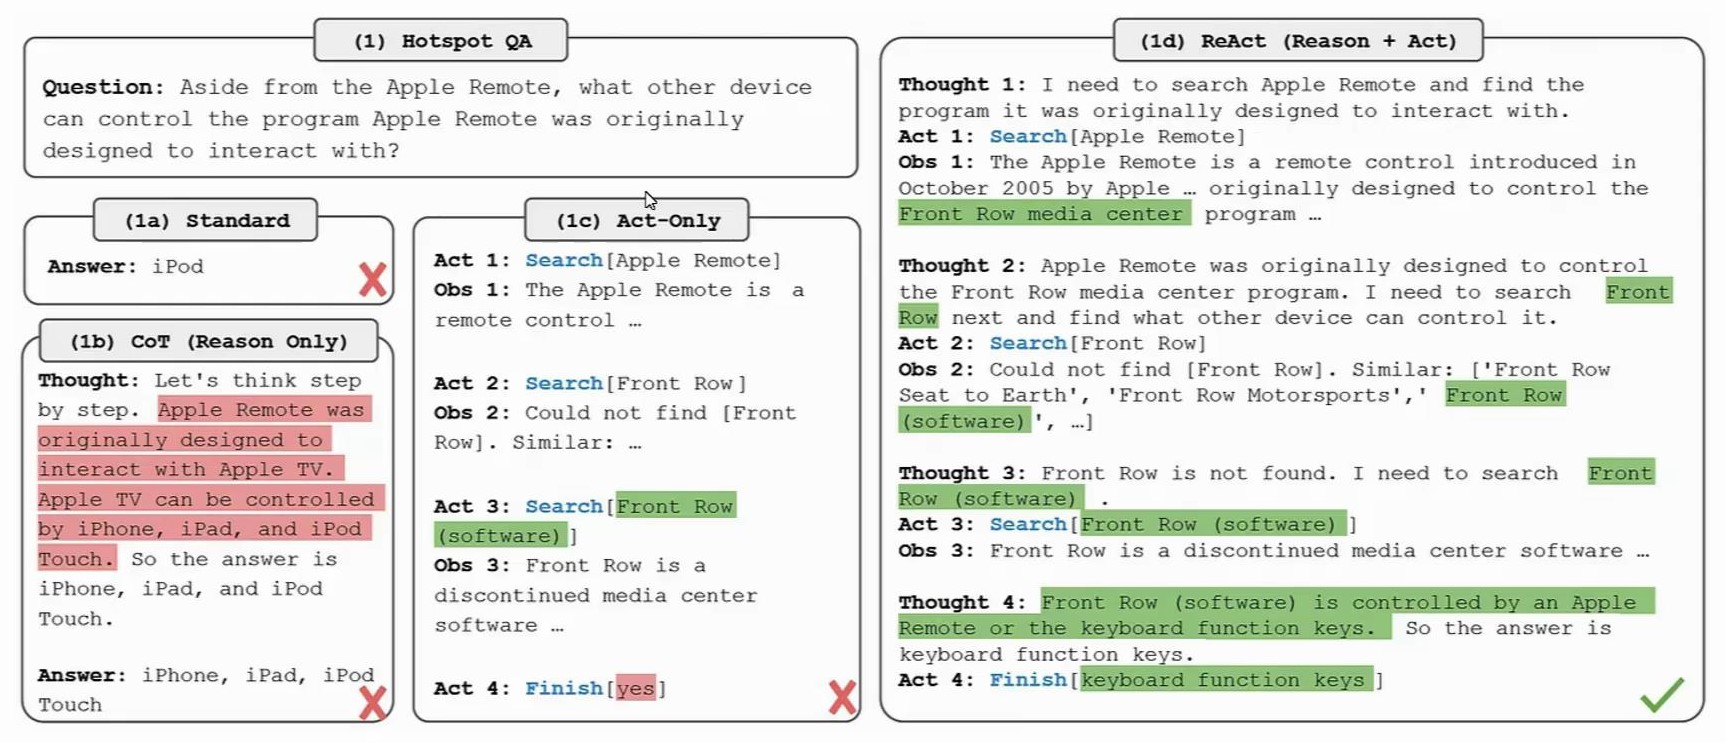 (1) Hotspot QA
Question: Aside from the Apple Remote, what other device
can control the program Apple Remote was originally
designed to interact with?
(1a) Standard
Answer: iPod
(1b) CoT (Reason Only)
Thought: Let's think step
by step. Apple Remote was
originally designed to
interact with Apple TV.
Apple TV can be controlled
by iPhone, iPad, and iPod
Touch. So the answer is
iPhone, iPad, and iPod
Touch.
Answer: iPhone, iPad, iPod
Touch
(1c) Act-Only
Act 1: Search[Apple Remote]
Obs 1: The Apple Remote is a
remote control …
Act 2: Search[Front Row]
Obs 2: Could not find [Front
Row]. Similar: …
Act 3: Search[Front Row
(software)]
Obs 3: Front Row is a
discontinued media center
software …
Act 4: Finish[yes]
(1d) ReAct (Reason + Act)
Thought 1: I need to search Apple Remote and find the
program it was originally designed to interact with.
Act 1: Search[Apple Remote]
Obs 1: The Apple Remote is a remote control introduced in
October 2005 by Apple … originally designed to control the
Front Row media center program …
Thought 2: Apple Remote was originally designed to control
the Front Row media center program. I need to search Front
Row next and find what other device can control it.
Act 2: Search[Front Row]
Obs 2: Could not find [Front Row]. Similar: ['Front Row
Seat to Earth', 'Front Row Motorsports',' Front Row
(software)', …]
Thought 3: Front Row is not found. I need to search Front
Row (software) .
Act 3: Search[Front Row (software) ]
Obs 3: Front Row is a discontinued media center software …
Thought 4: Front Row (software) is controlled by an Apple
Remote or the keyboard function keys. So the answer is
keyboard function keys.
Act 4: Finish[keyboard function keys ]